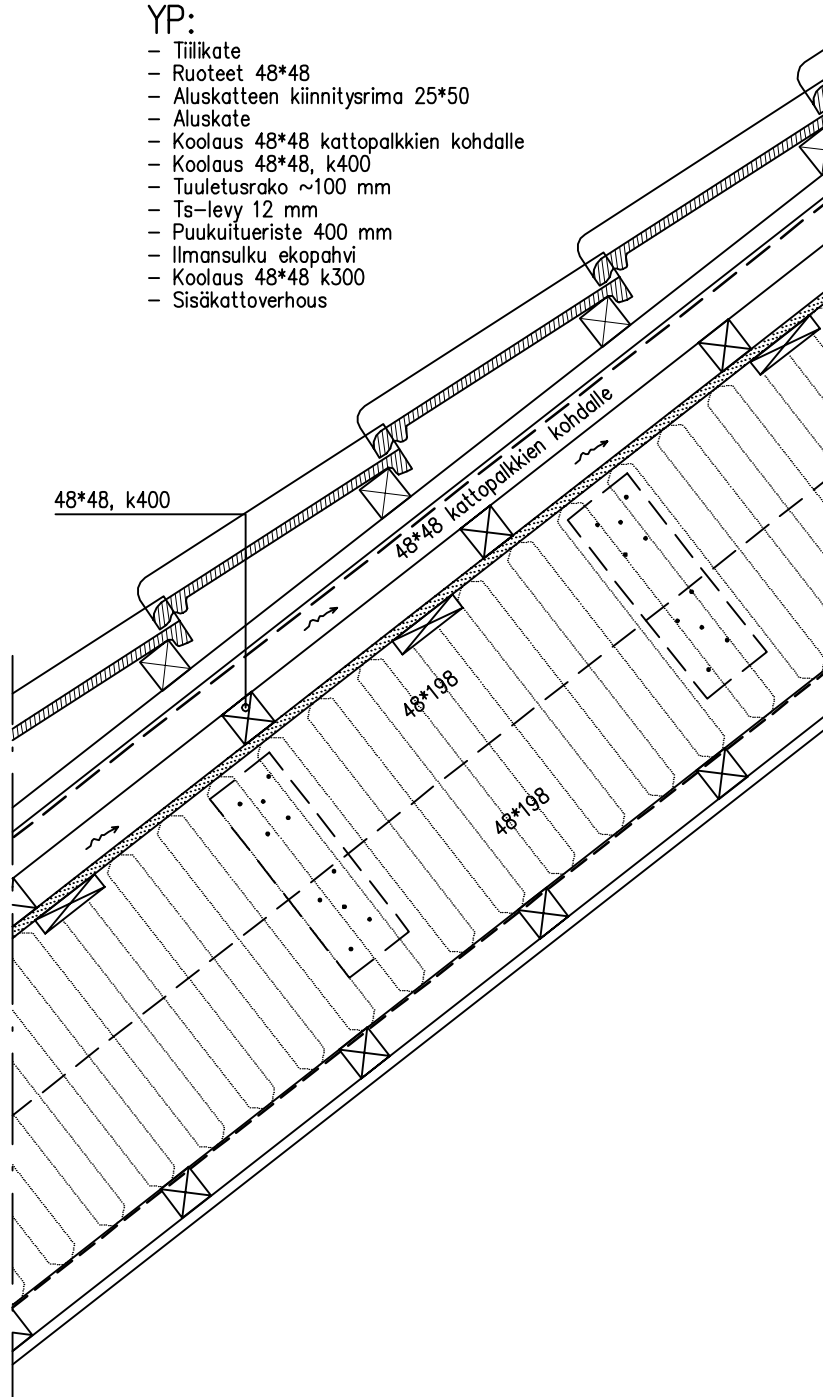 YP:
- Tiilikate
- Ruoteet 48*48
- Aluskatteen kiinnitysrima 25*50
- Aluskate
- Koolaus 48*48 kattopalkkien kohdalle
- Koolaus 48*48, k400
- Tuuletusrako ~100 mm
- Ts-levy 12 mm
- Puukuitueriste 400 mm
- Ilmansulku ekopahvi
- Koolaus 48*48 k300
- Sisäkattoverhous
48*48 kattopalkkien kohdalle
48*48, k400
48*198
48*198